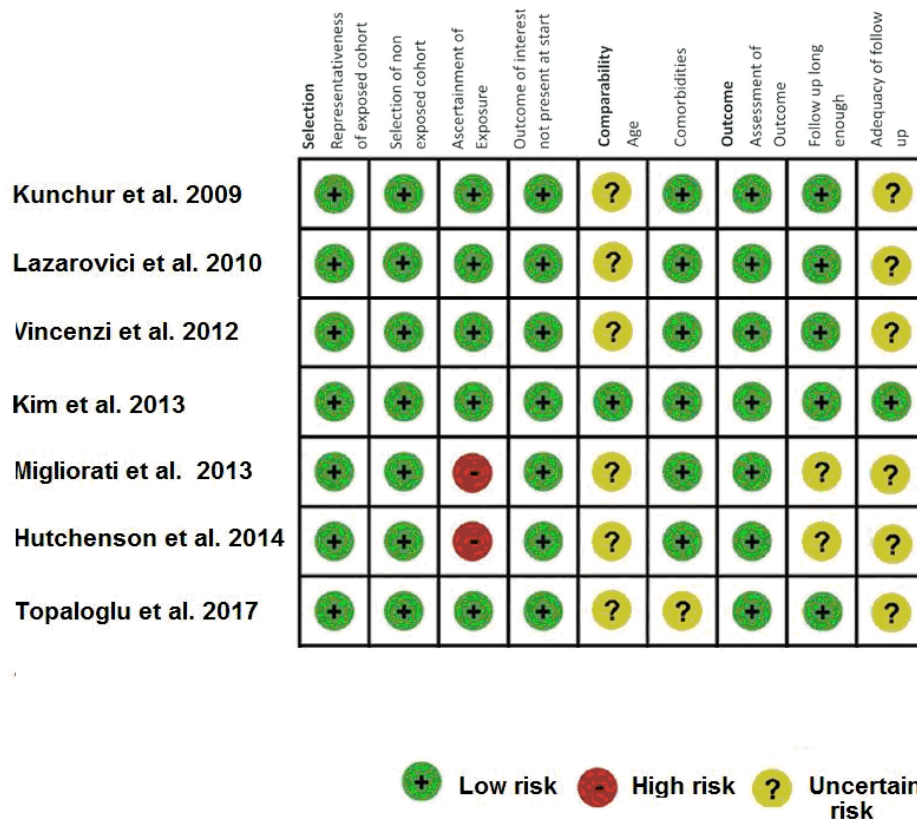 Selection
Representativeness
of exposed cohort
Selection of non
exposed cohort
Ascertainment of
Exposure
Outcome of interest
not present at start
Comparability
Age
Comorbidities
Outcome
Assessment of
Outcome
Follow up long
enough
Adequacy of follow
up
Kunchur et al. 2009 + + + + ? + + + ?
Lazarovici et al. 2010 + + + + ? + + + ?
Vincenzi et al. 2012 + + + + ? + + + ?
Kim et al. 2013 + + + + + + + + +
Migliorati et al. 2013 + + - + ? + + ? ?
Hutchenson et al. 2014 + + - + ? + + ? ?
Topaloglu et al. 2017 + + + + ? ? + + ?
+ Low risk - High risk ? Uncertain
risk